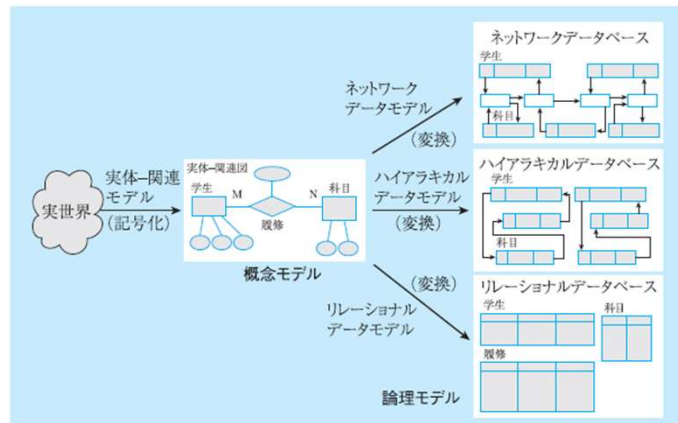 ネットワークデータベース
学生
科目
ネットワーク
データモデル
(変換)
実体–関連
モデル
(記号化)
実世界
実体–関連図
学生
M
N
科目
履修
概念モデル
ハイアラキカル
データモデル
(変換)
ハイアラキカルデータベース
学生
科目
(変換)
リレーショナル
データモデル
リレーショナルデータベース
学生
科目
履修
論理モデル